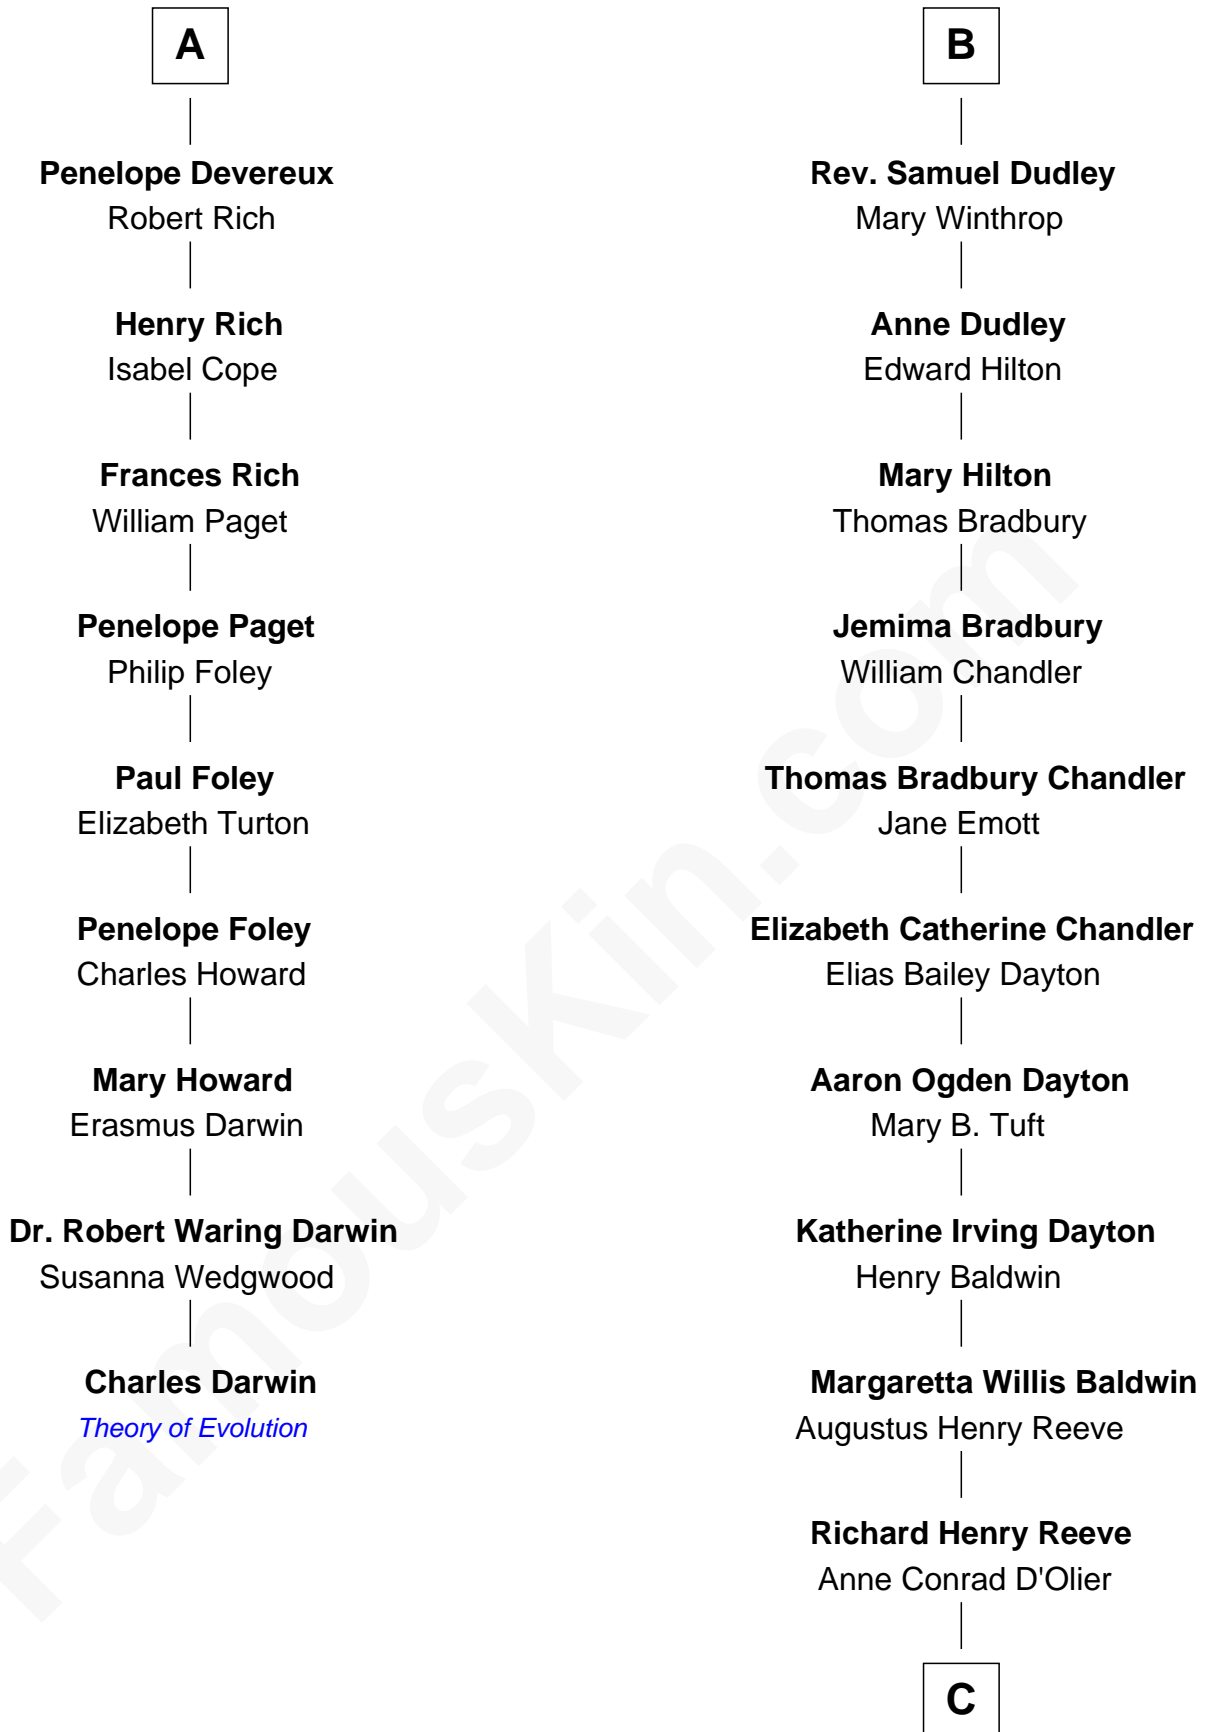 A
Penelope Devereux
Robert Rich
Henry Rich
Isabel Cope
Frances Rich
William Paget
Penelope Paget
Philip Foley
Paul Foley
Elizabeth Turton
Penelope Foley
Charles Howard
Mary Howard
Erasmus Darwin
Dr. Robert Waring Darwin
Susanna Wedgwood
Charles Darwin
Theory of Evolution
B
Rev. Samuel Dudley
Mary Winthrop
Anne Dudley
Edward Hilton
Mary Hilton
Thomas Bradbury
Jemima Bradbury
William Chandler
Thomas Bradbury Chandler
Jane Emott
Elizabeth Catherine Chandler
Elias Bailey Dayton
Aaron Ogden Dayton
Mary B. Tuft
Katherine Irving Dayton
Henry Baldwin
Margaretta Willis Baldwin
Augustus Henry Reeve
Richard Henry Reeve
Anne Conrad D'Olier
C
FamousKin.com